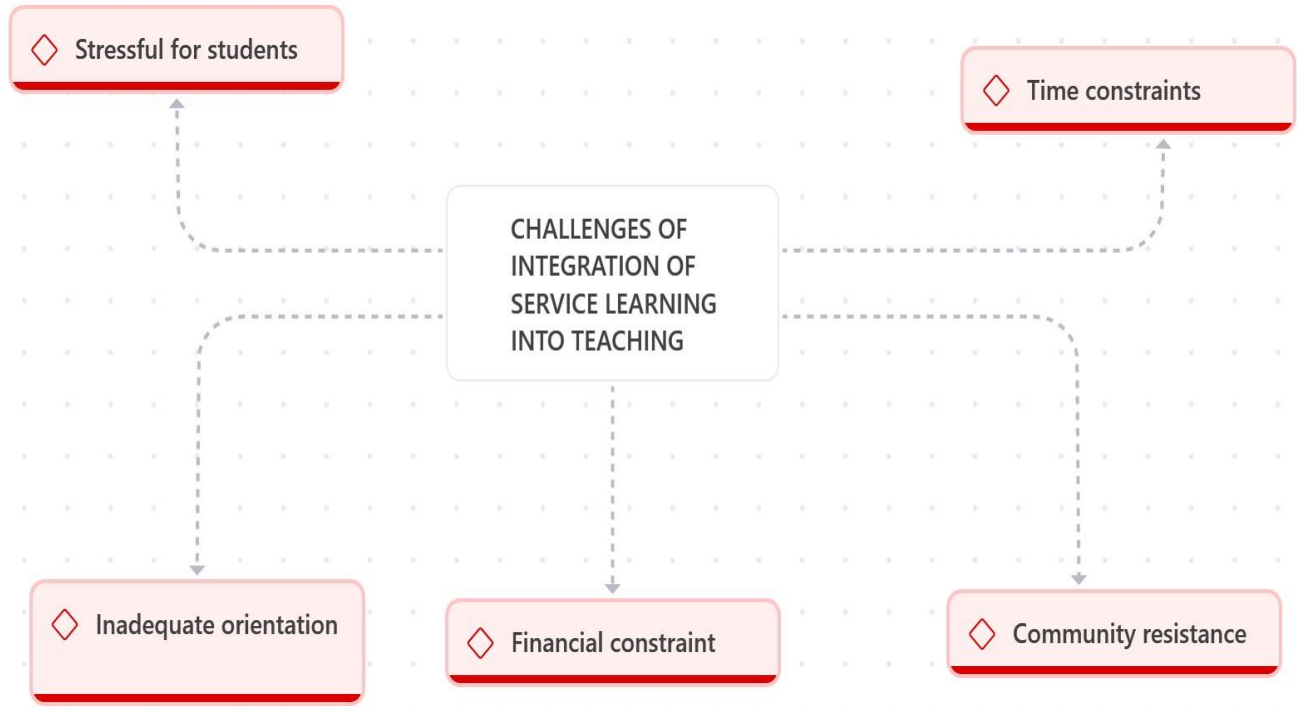 Stressful for students
Time constraints
CHALLENGES OF
INTEGRATION OF
SERVICE LEARNING
INTO TEACHING
Inadequate orientation
Financial constraint
Community resistance